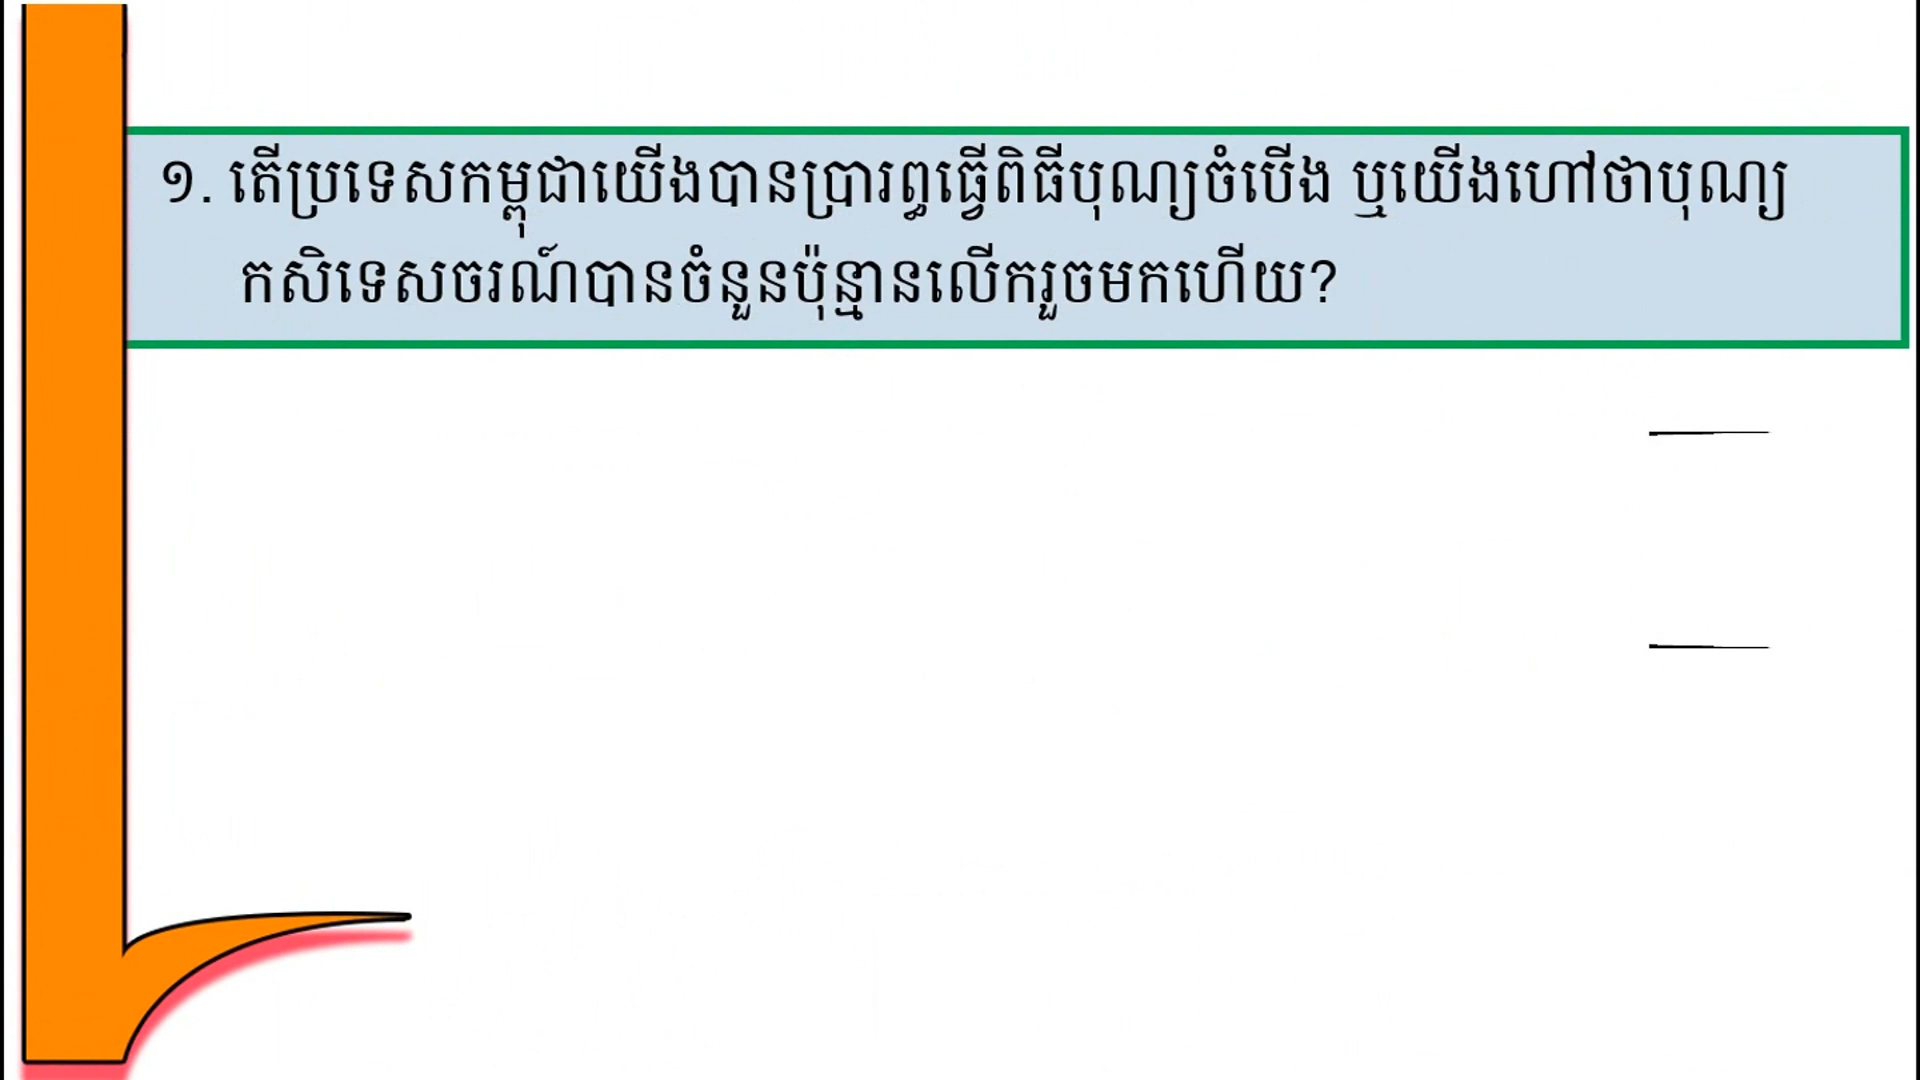 ១. តើប្រទេសកម្ពុជាយើងបានប្រារព្ធធ្វើពិធីបុណ្យចំបើង ឬយើងហៅថាបុណ្យ
កសិទេសចរណ៍បានចំនួនប៉ុន្មានលើករួចមកហើយ?